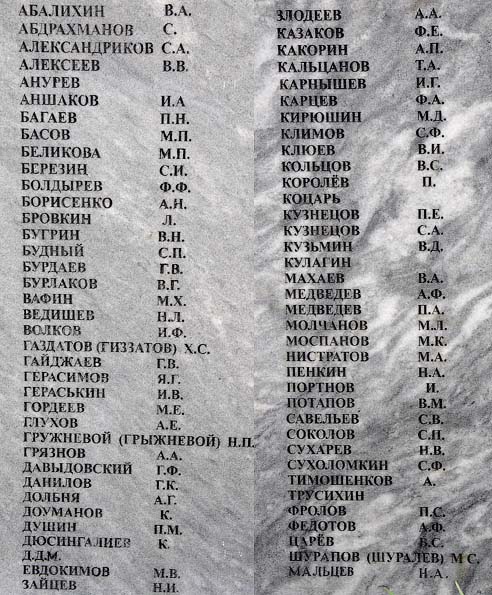 АБАЛИХИН В.А.
АБДРАХМАНОВ С.
АЛЕКСАНДРИКОВ С.А.
АЛЕКСЕЕВ В.В.
АНУРЕВ
АНШАКОВ И.А
БАГАЕВ П.Н.
БАСОВ М.П.
БЕЛИКОВА М.П.
БЕРЕЗИН С.И.
БОЛДЫРЕВ Ф.Ф.
БОРИСЕНКО А.Н.
БРОВКИН Л.
БУГРИН В.Н.
БУДНЫЙ С.П.
БУРДАЕВ Г.В.
БУРЛАКОВ В.Г.
ВАФИН М.Х.
ВЕДИШЕВ Н.Л.
ВОЛКОВ И.Ф.
ГАЗДАТОВ (ГИЗЗАТОВ) Х.С.
ГАЙДЖАЕВ Г.В.
ГЕРАСИМОВ Я.Г.
ГЕРАСЬКИН И.В.
ГОРДЕЕВ М.Е.
ГЛУХОВ А.Е.
ГРУЖНЕВОЙ (ГРЫЖНЕВОЙ) Н.П.
ГРЯЗНОВ А.А.
ДАВЫДОВСКИЙ Г.Ф.
ДАНИЛОВ Г.К.
ДОЛЬНЯ А.Г.
ДОУМАНОВ К.
ДУШИН П.М.
ДЮСИНГАЛИЕВ К.
Д.Д.М.
ЕВДОКИМОВ М.В.
ЗАЙЦЕВ Н.И.
ЗЛОДЕЕВ А.А.
КАЗАКОВ Ф.Е.
КАКОРИН А.П.
КАЛЬЦАНОВ Т.А.
КАРНЫШЕВ И.Г.
КАРЦЕВ Ф.А.
КИРЮШИН М.Д.
КЛИМОВ С.Ф.
КЛЮЕВ В.И.
КОЛЬЦОВ В.С.
КОРОЛЁВ П.
КОЦАРЬ
КУЗНЕЦОВ П.Е.
КУЗНЕЦОВ С.А.
КУЗЬМИН В.Д.
КУЛАГИН
МАХАЕВ В.А.
МЕДВЕДЕВ А.Ф.
МЕДВЕДЕВ П.А.
МОЛЧАНОВ М.Л.
МОСПАНОВ М.К.
НИСТРАТОВ М.А.
ПЕНКИН Н.А.
ПОРТНОВ И.
ПОТАПОВ В.М.
САВЕЛЬЕВ С.В.
СОКОЛОВ С.П.
СУХАРЕВ Н.В.
СУХОЛОМКИН С.Ф.
ТИМОШЕНКОВ А.
ТРУСИХИН
ФРОЛОВ П.С.
ФЕДОТОВ А.Ф.
ЦАРЁВ В.С.
ШУРАПОВ (ШУРАЛЕВ) М С.
МАЛЬЦЕВ Н.А.